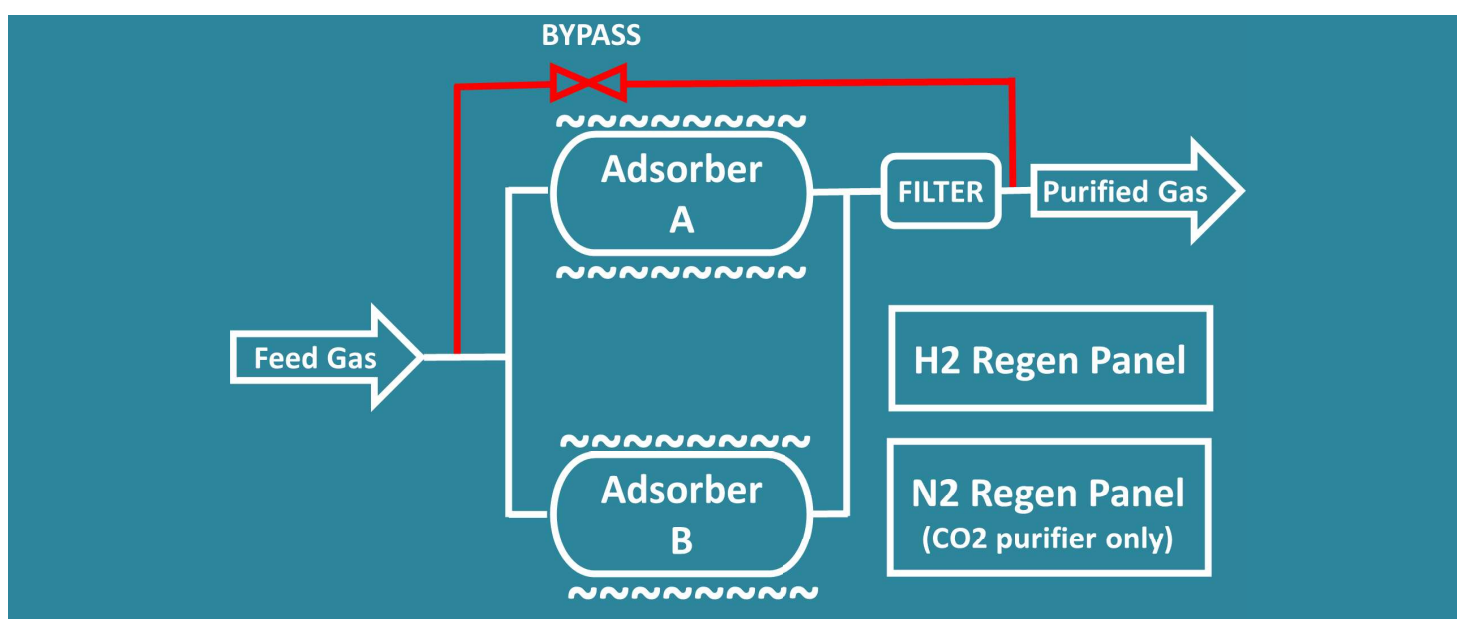 BYPASS
Adsorber
A
FILTER
Purified Gas
Feed Gas
H2 Regen Panel
Adsorber
B
N2 Regen Panel
(CO2 purifier only)